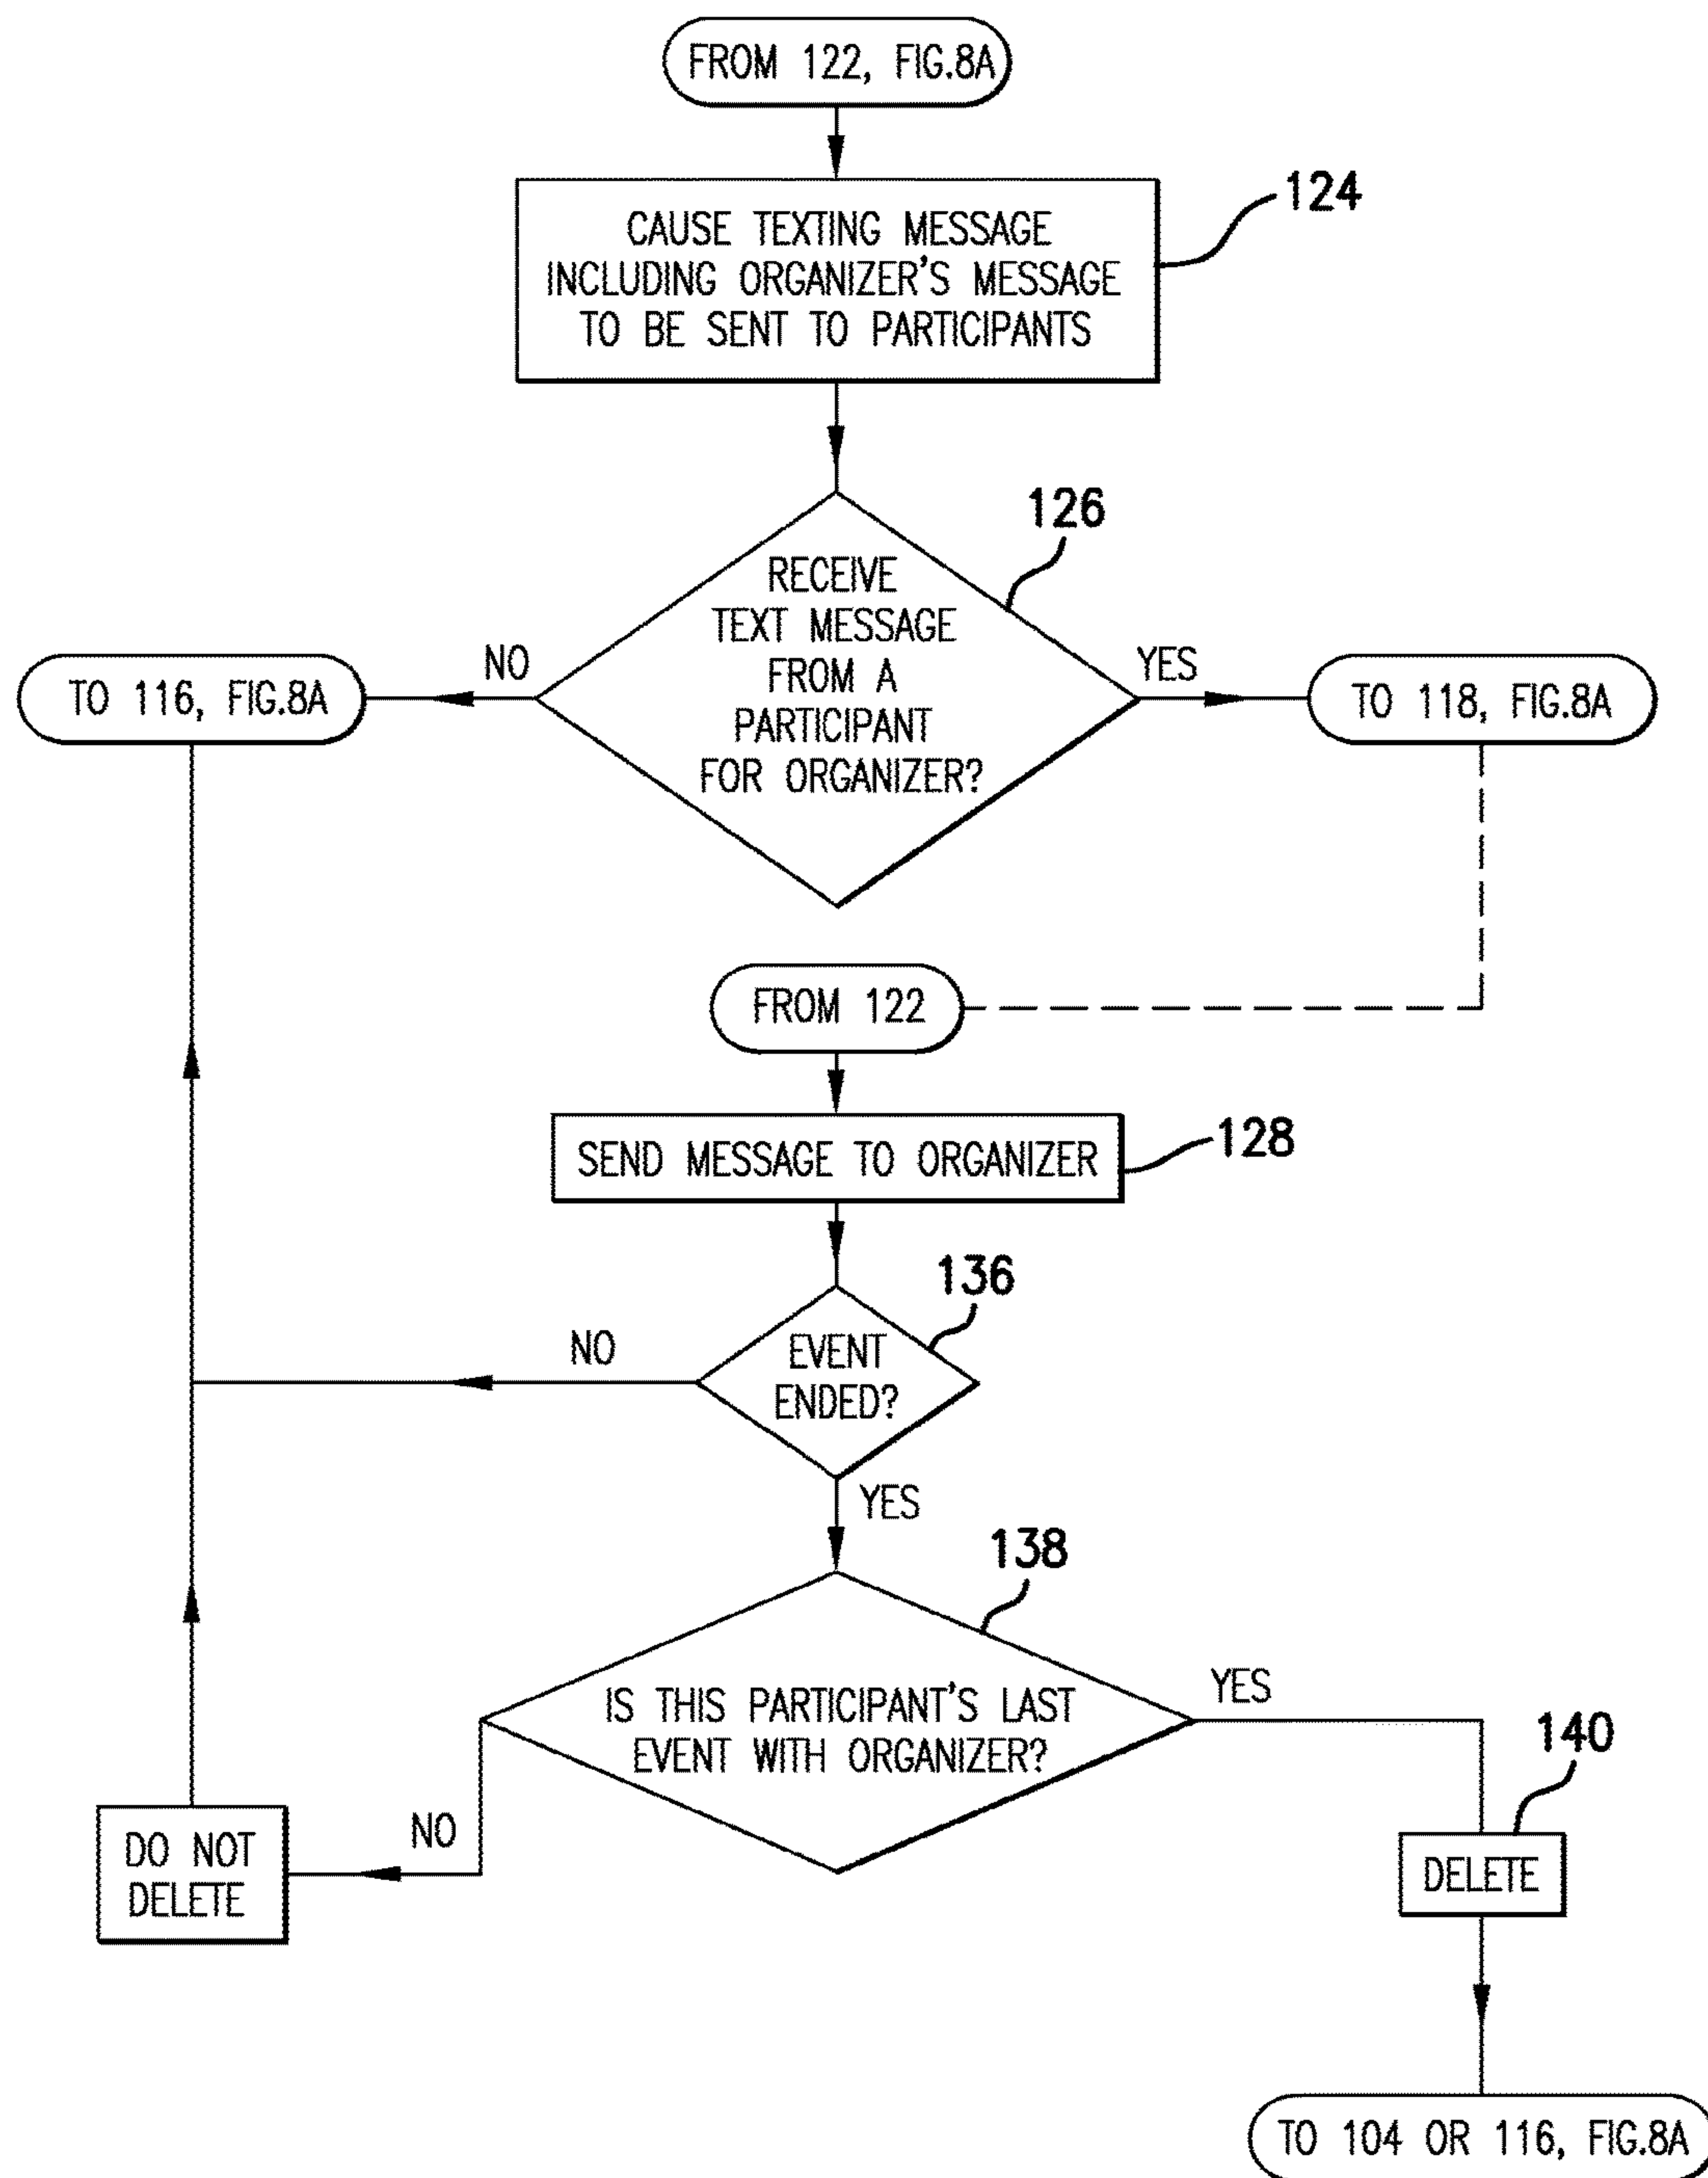 FROM 122, FIG.8A
CAUSE TEXTING MESSAGE
INCLUDING ORGANIZER'S MESSAGE
TO BE SENT TO PARTICIPANTS
124
126
RECEIVE
TEXT MESSAGE
FROM A
PARTICIPANT
FOR ORGANIZER?
NO
YES
TO 116, FIG.8A
TO 118, FIG.8A
FROM 122
SEND MESSAGE TO ORGANIZER
128
136
EVENT
ENDED?
NO
YES
138
IS THIS PARTICIPANT'S LAST
EVENT WITH ORGANIZER?
YES
NO
140
DO NOT
DELETE
DELETE
TO 104 OR 116, FIG.8A